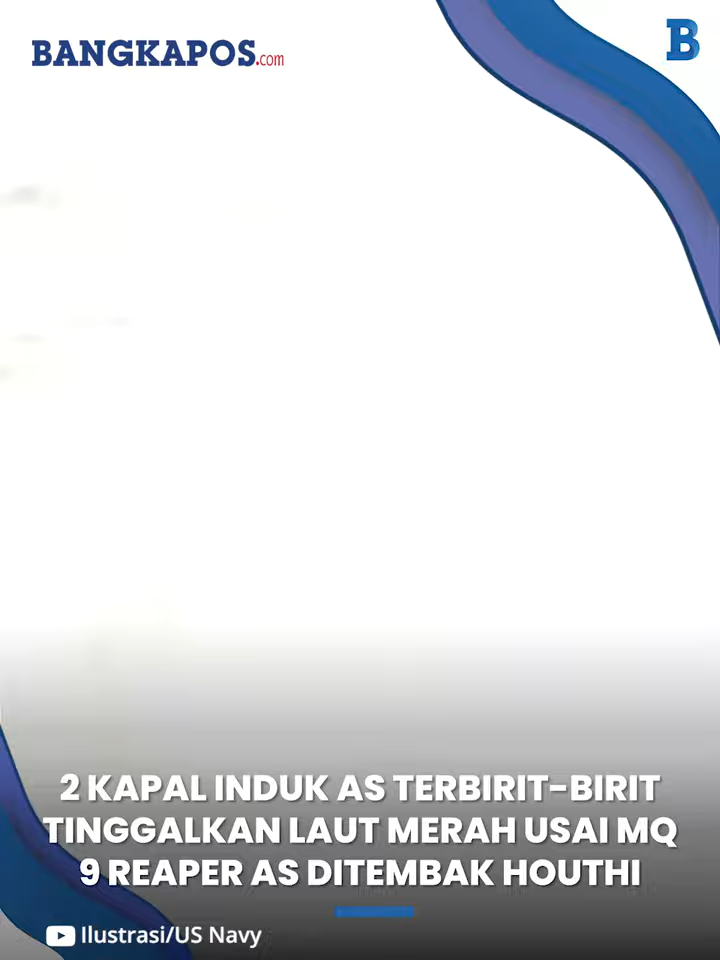 BANGKAPOS.com
B
2 KAPAL INDUK AS TERBIRIT-BIRIT
TINGGALKAN LAUT MERAH USAI MQ
9 REAPER AS DITEMBAK HOUTHI
Ilustrasi/US Navy